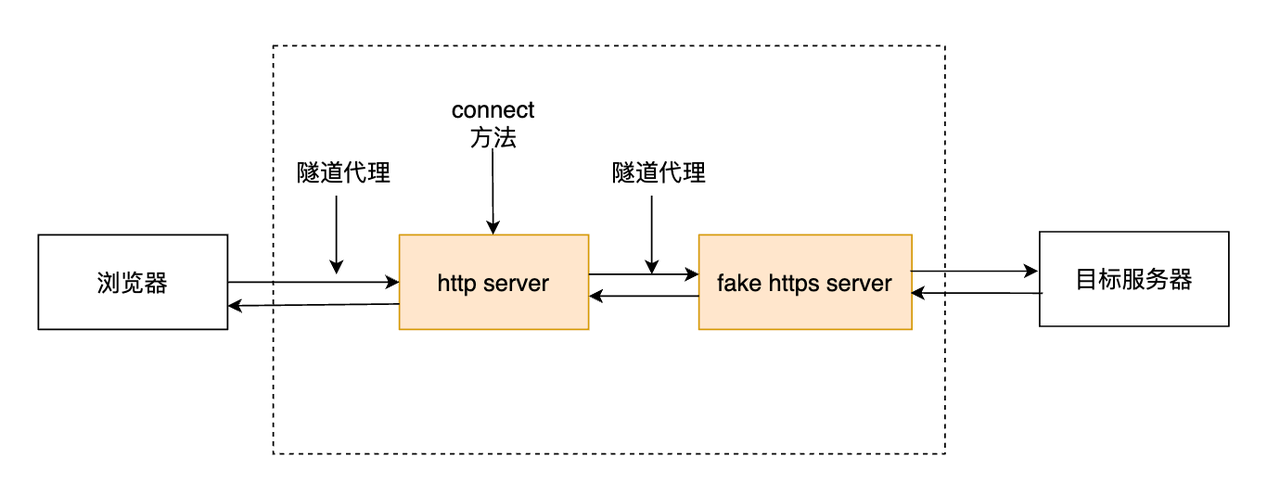 connect
方法
隧道代理
隧道代理
浏览器
http server
fake https server
目标服务器